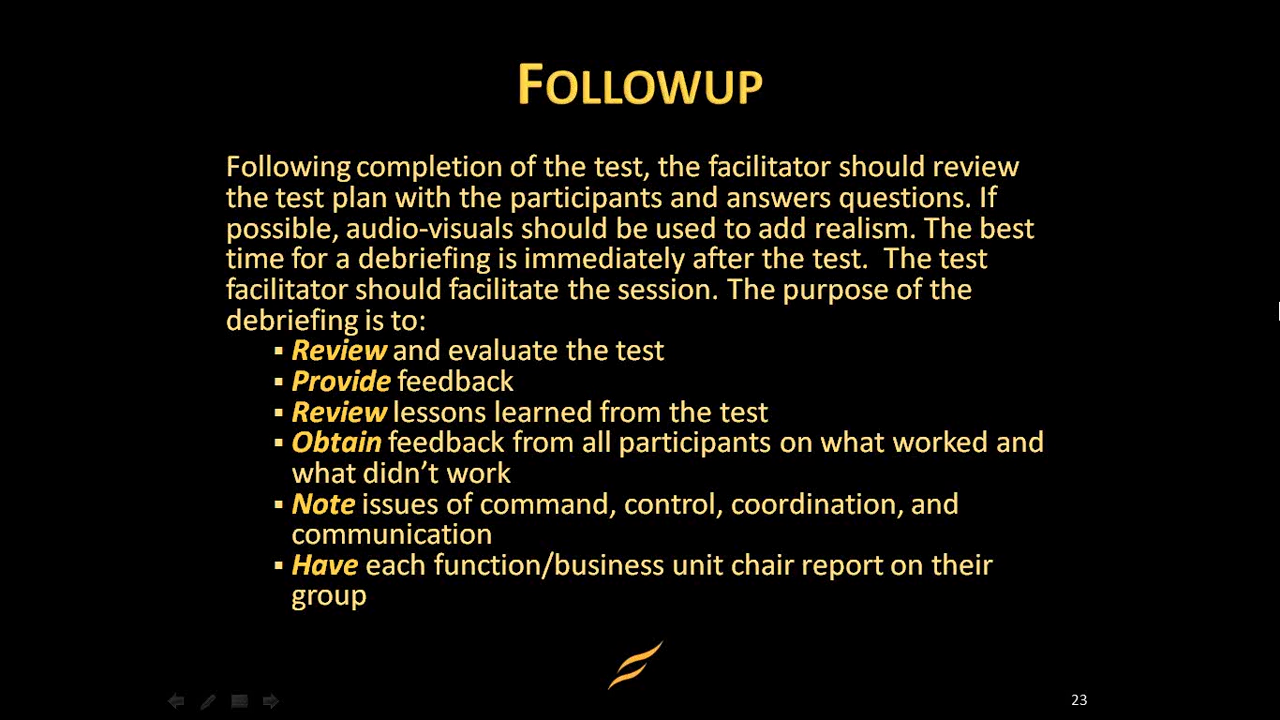 FOLLOWUP
Following completion of the test, the facilitator should review
the test plan with the participants and answers questions. If
possible, audio-visuals should be used to add realism. The best
time for a debriefing is immediately after the test.  The test
facilitator should facilitate the session. The purpose of the
debriefing is to:
▪ Review and evaluate the test
▪ Provide feedback
▪ Review lessons learned from the test
▪ Obtain feedback from all participants on what worked and
what didn’t work
▪ Note issues of command, control, coordination, and
communication
▪ Have each function/business unit chair report on their
group
23